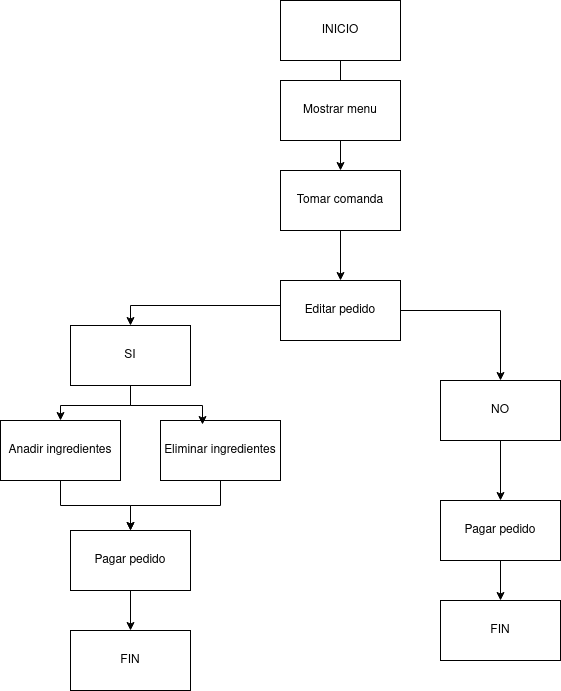 INICIO
Mostrar menu
Tomar comanda
Editar pedido
SI
NO
Anadir ingredientes
Eliminar ingredientes
Pagar pedido
Pagar pedido
FIN
FIN